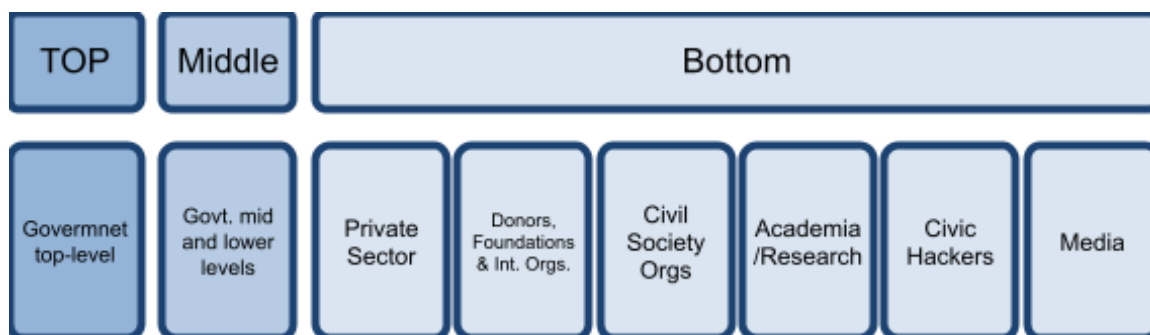 TOP
Middle
Bottom
Govermnet
top-level
Govt. mid
and lower
levels
Private
Sector
Donors,
Foundations
& Int. Orgs.
Civil
Society
Orgs
Academia
/Research
Civic
Hackers
Media